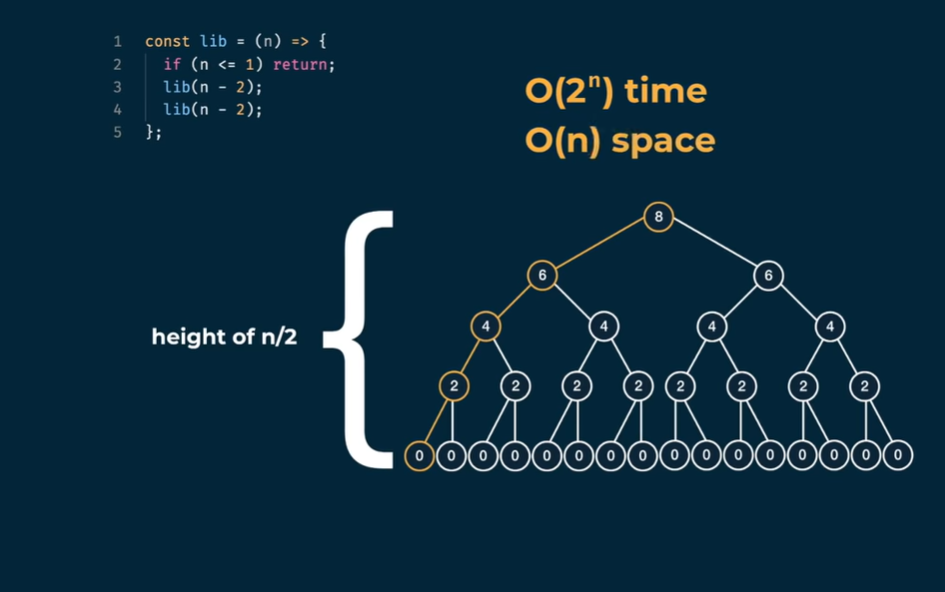 1 const lib = (n) => {
2 if (n <= 1) return;
3 lib(n - 2);
4 lib(n - 2);
5 };
O(2ⁿ) time
O(n) space
8
6 6
4 4 4 4
height of n/2
2 2 2 2 2 2 2 2
0 0 0 0 0 0 0 0 0 0 0 0 0 0 0 0